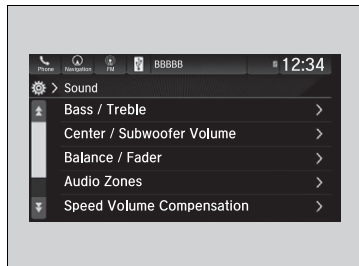 Phone
Navigation
FM
BBBBB
12:34
> Sound
Bass / Treble >
Center / Subwoofer Volume >
Balance / Fader >
Audio Zones >
Speed Volume Compensation >